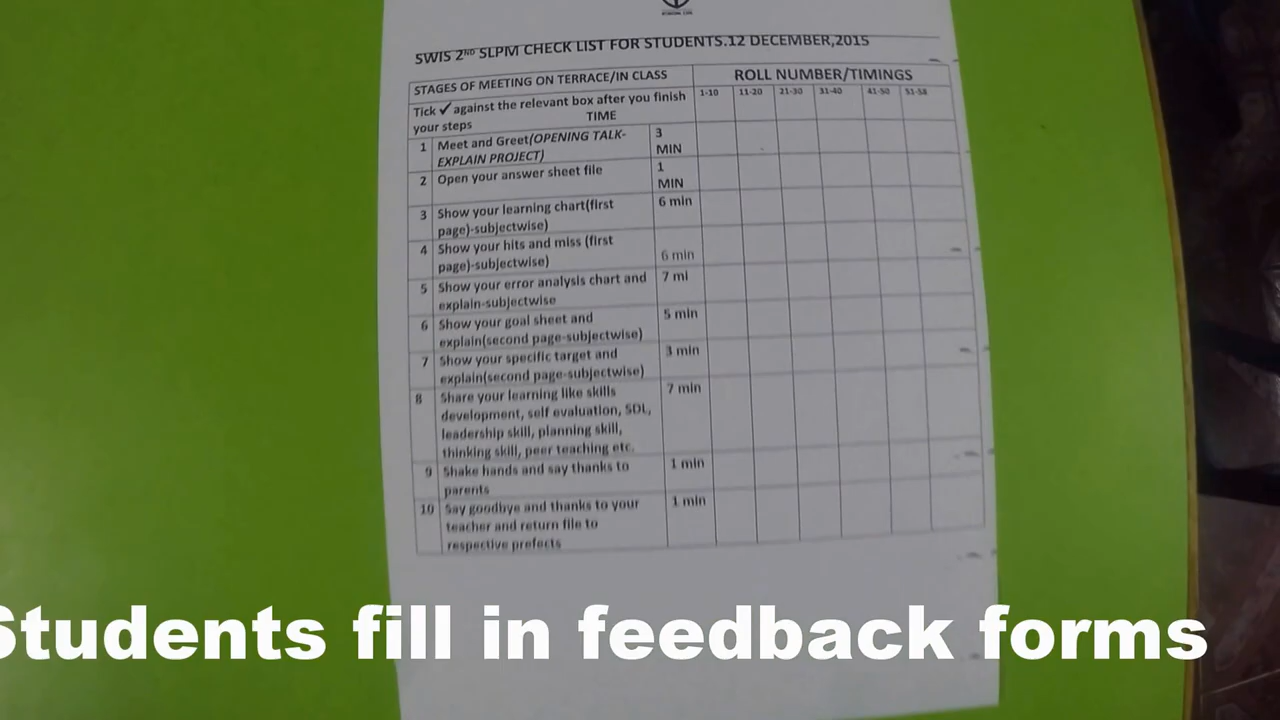 SWIS 2ND SLPM CHECK LIST FOR STUDENTS.12 DECEMBER,2015
STAGES OF MEETING ON TERRACE/IN CLASS
ROLL NUMBER/TIMINGS
Tick ✓ against the relevant box after you finish
your steps TIME
1-10 11-20 21-30 31-40 41-50 51-58
1 Meet and Greet(OPENING TALK-
EXPLAIN PROJECT)
3
MIN
2 Open your answer sheet file
1
MIN
3 Show your learning chart(first
page)-subjectwise)
6 min
4 Show your hits and miss (first
page)-subjectwise)
6 min
5 Show your error analysis chart and
explain-subjectwise
7 mi
6 Show your goal sheet and
explain(second page-subjectwise)
5 min
7 Show your specific target and
explain(second page-subjectwise)
3 min
8 Share your learning like skills
development, self evaluation, SDL,
leadership skill, planning skill,
thinking skill, peer teaching etc.
7 min
9 Shake hands and say thanks to
parents
1 min
10 Say goodbye and thanks to your
teacher and return file to
respective prefects
1 min
Students fill in feedback forms